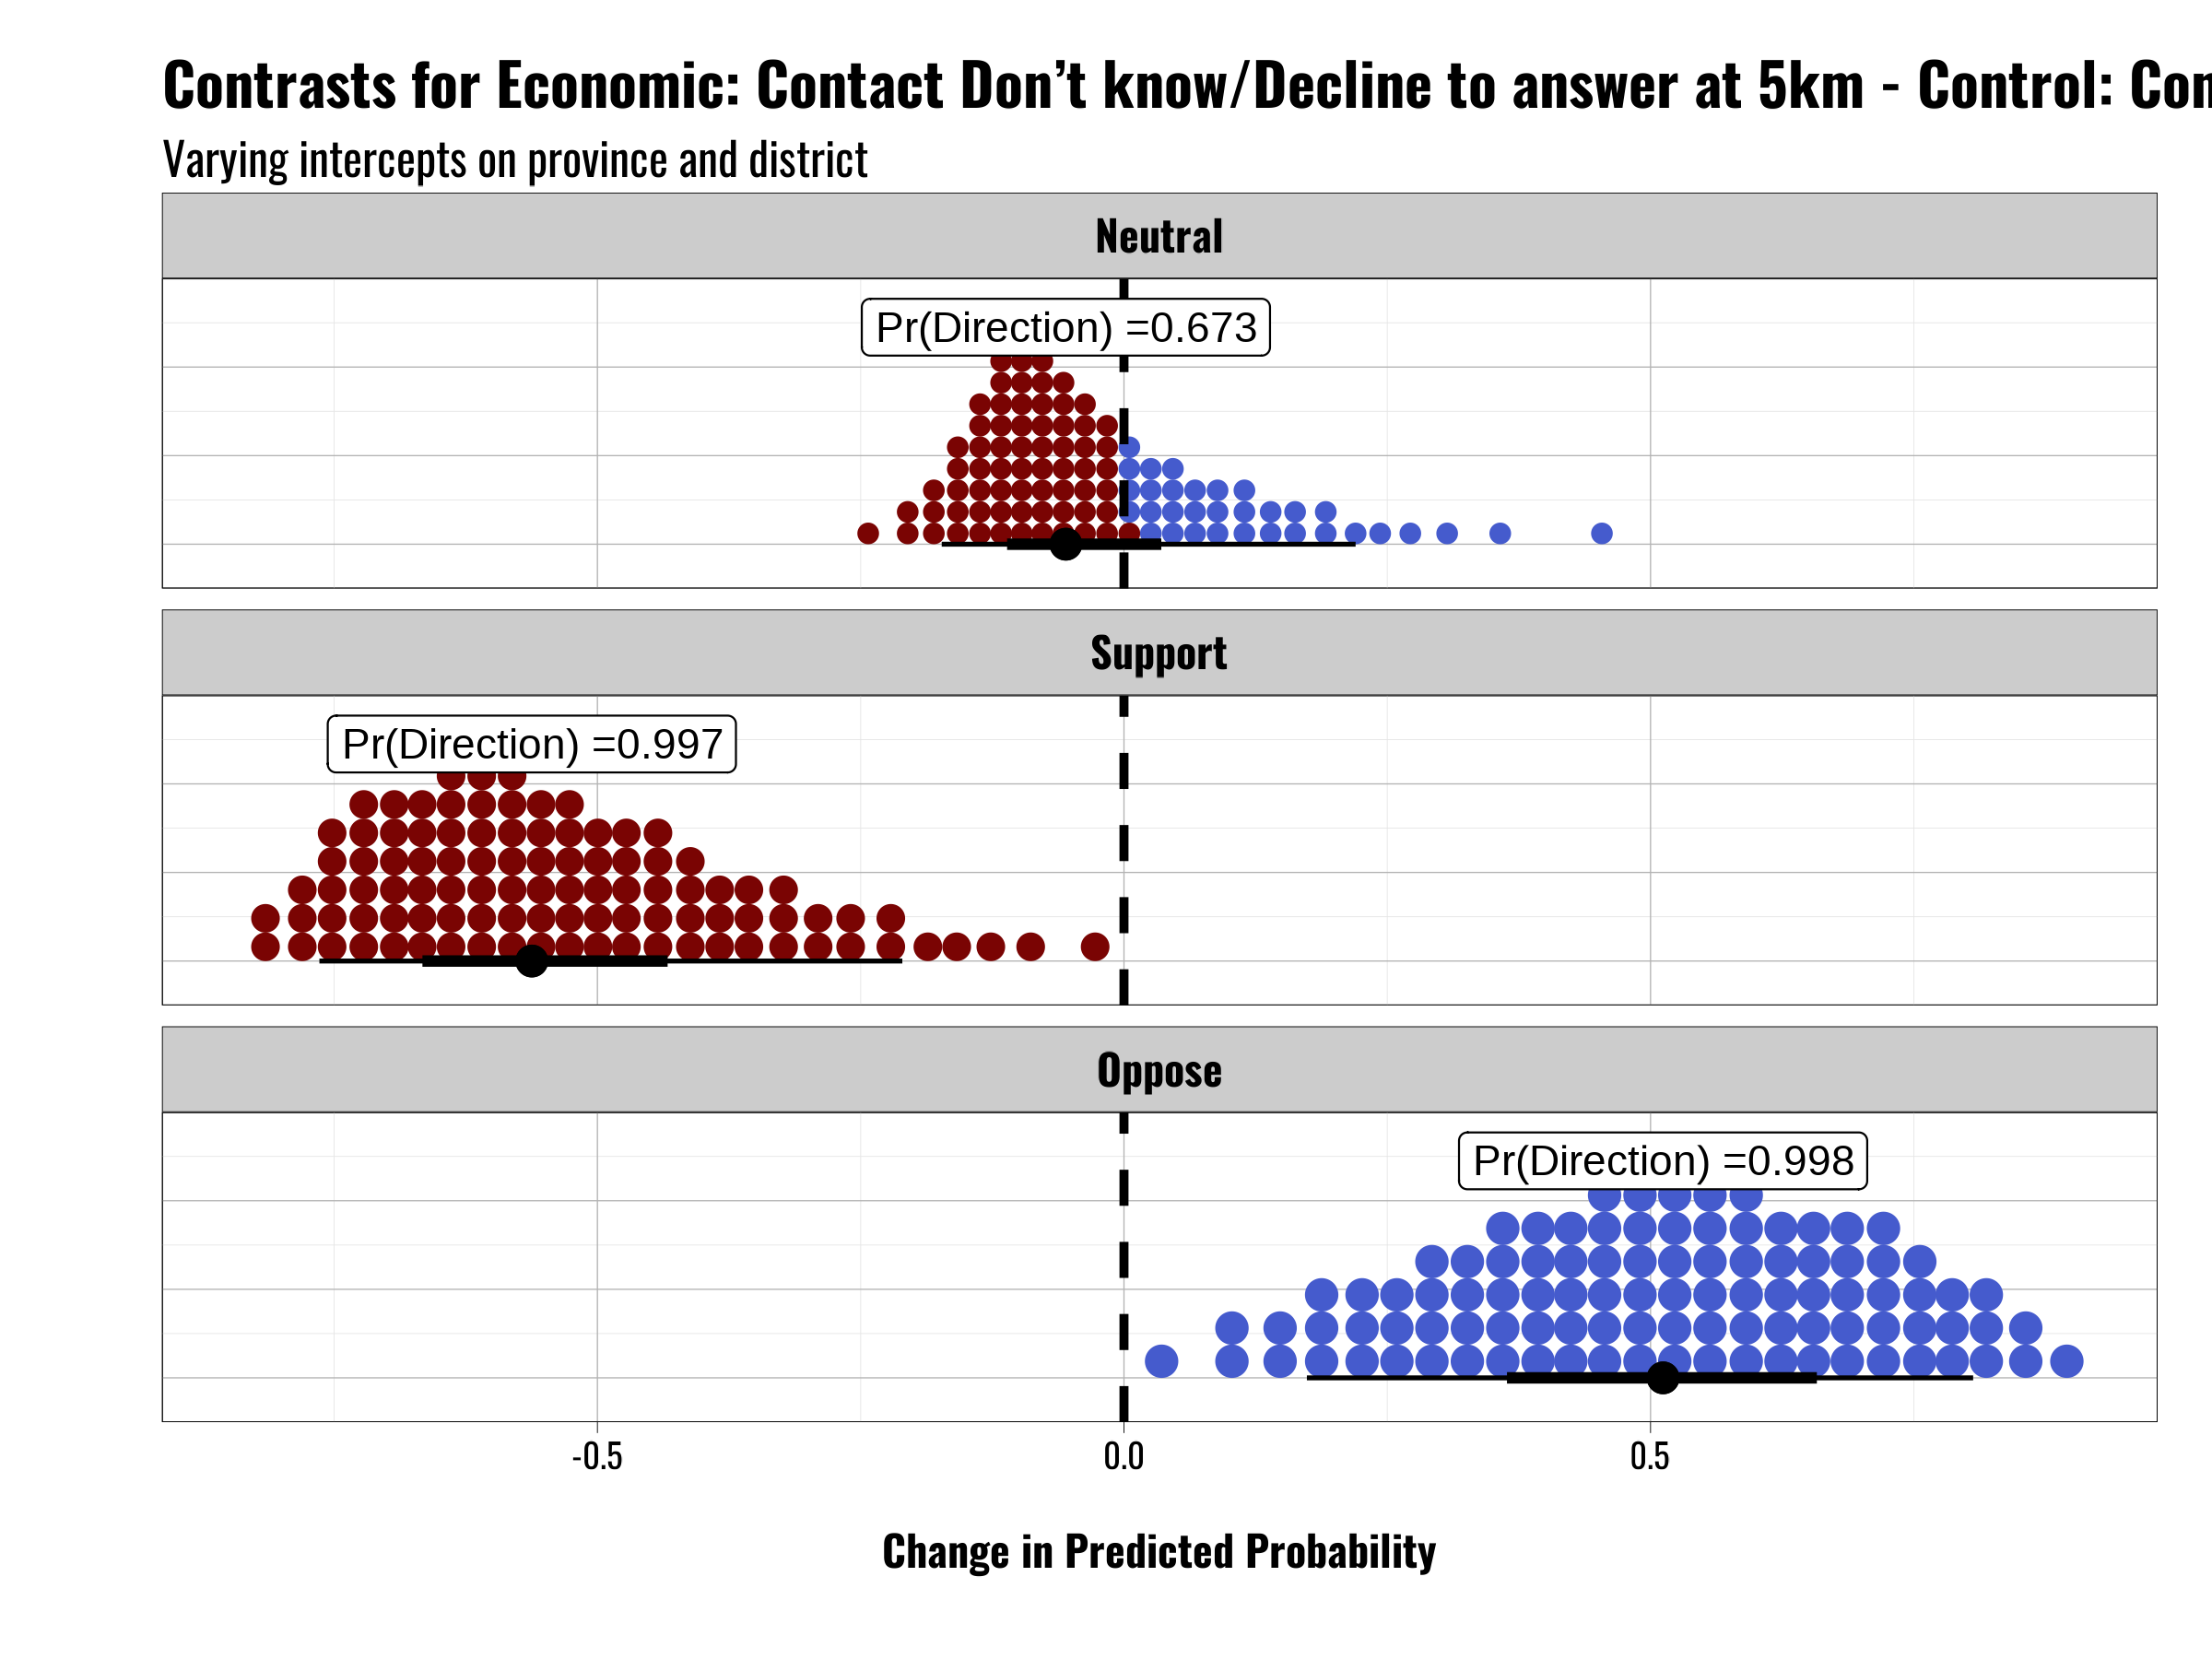 Contrasts for Economic: Contact Don’t know/Decline to answer at 5km - Control:
Varying intercepts on province and district
Neutral
Pr(Direction) =0.673
Support
Pr(Direction) =0.997
Oppose
Pr(Direction) =0.998
-0.5 0.0 0.5
Change in Predicted Probability